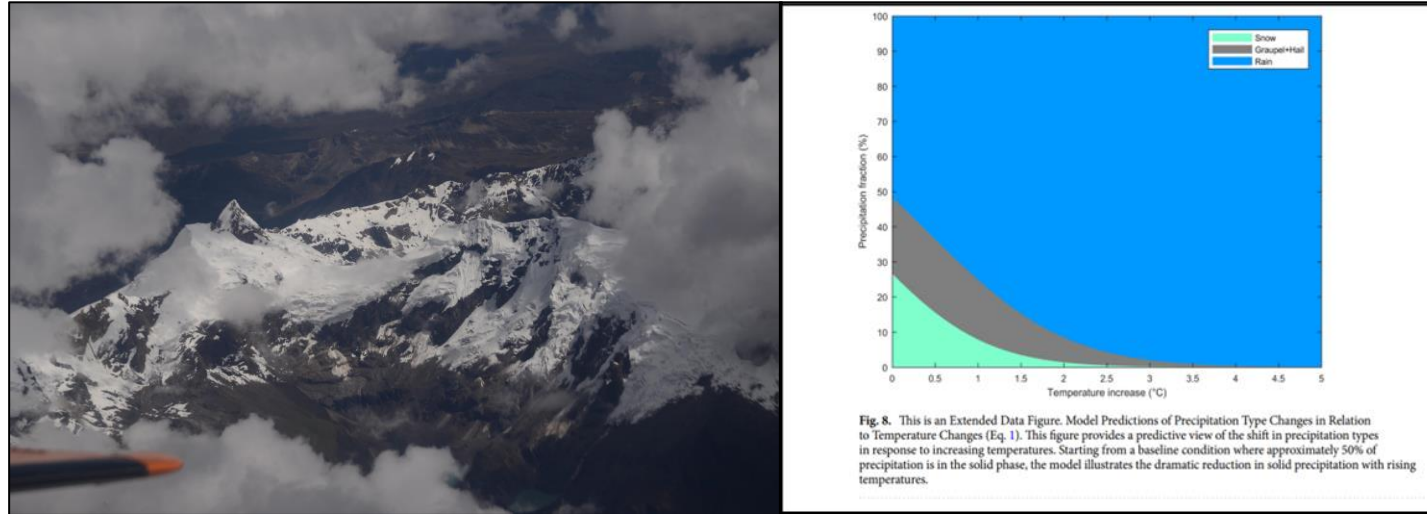 100
90
80
70
60
50
40
30
20
10
0
Precipitation fraction (%)
Snow
Graupel+Hail
Rain
0 0.5 1 1.5 2 2.5 3 3.5 4 4.5 5
Temperature increase (°C)
Fig. 8. This is an Extended Data Figure. Model Predictions of Precipitation Type Changes in Relation
to Temperature Changes (Eq. 1). This figure provides a predictive view of the shift in precipitation types
in response to increasing temperatures. Starting from a baseline condition where approximately 50% of
precipitation is in the solid phase, the model illustrates the dramatic reduction in solid precipitation with rising
temperatures.